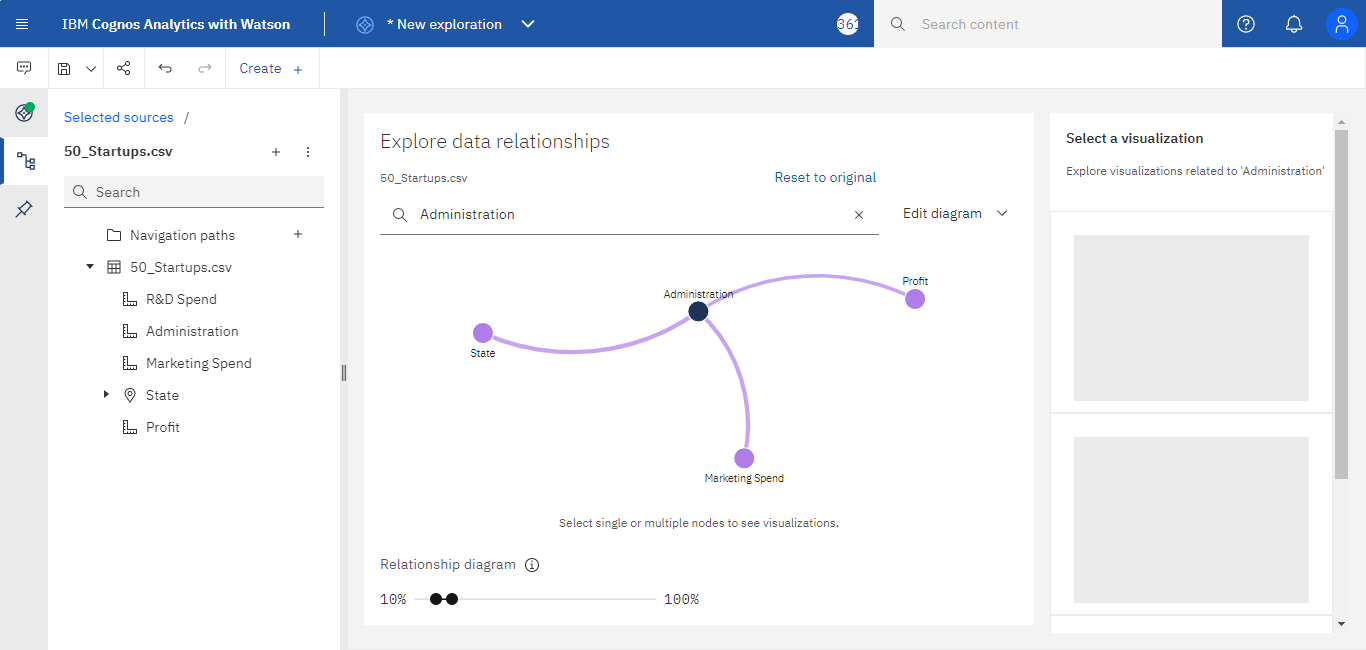 IBM Cognos Analytics with Watson
* New exploration
361
Search content
Create +
Selected sources /
50_Startups.csv
Search
Navigation paths
50_Startups.csv
R&D Spend
Administration
Marketing Spend
State
Profit
Explore data relationships
50_Startups.csv
Reset to original
Administration
Edit diagram
Profit
Administration
State
Marketing Spend
Select single or multiple nodes to see visualizations.
Relationship diagram
10%
100%
Select a visualization
Explore visualizations related to 'Administration'